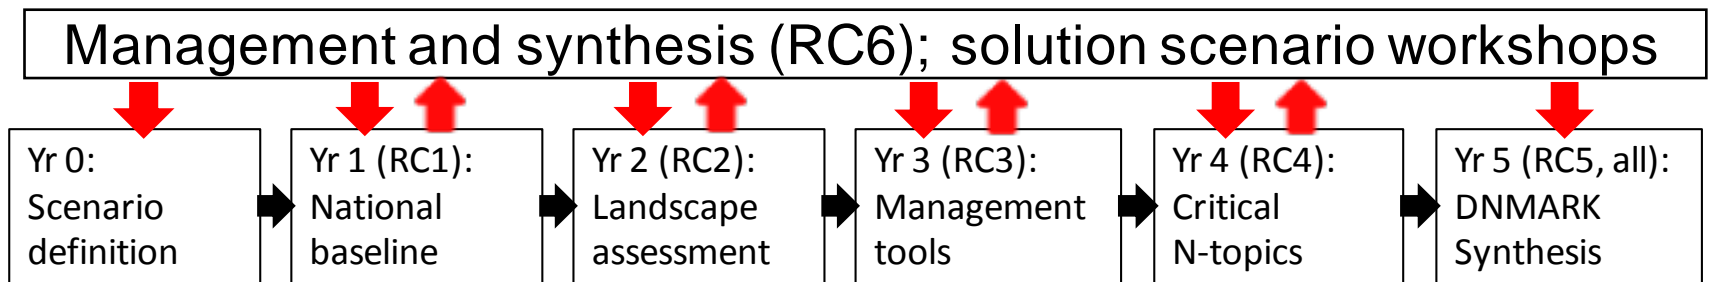 Management and synthesis (RC6); solution scenario workshops
Yr 0:
Scenario
definition
Yr 1 (RC1):
National
baseline
Yr 2 (RC2):
Landscape
assessment
Yr 3 (RC3):
Management
tools
Yr 4 (RC4):
Critical
N-topics
Yr 5 (RC5, all):
DNMARK
Synthesis